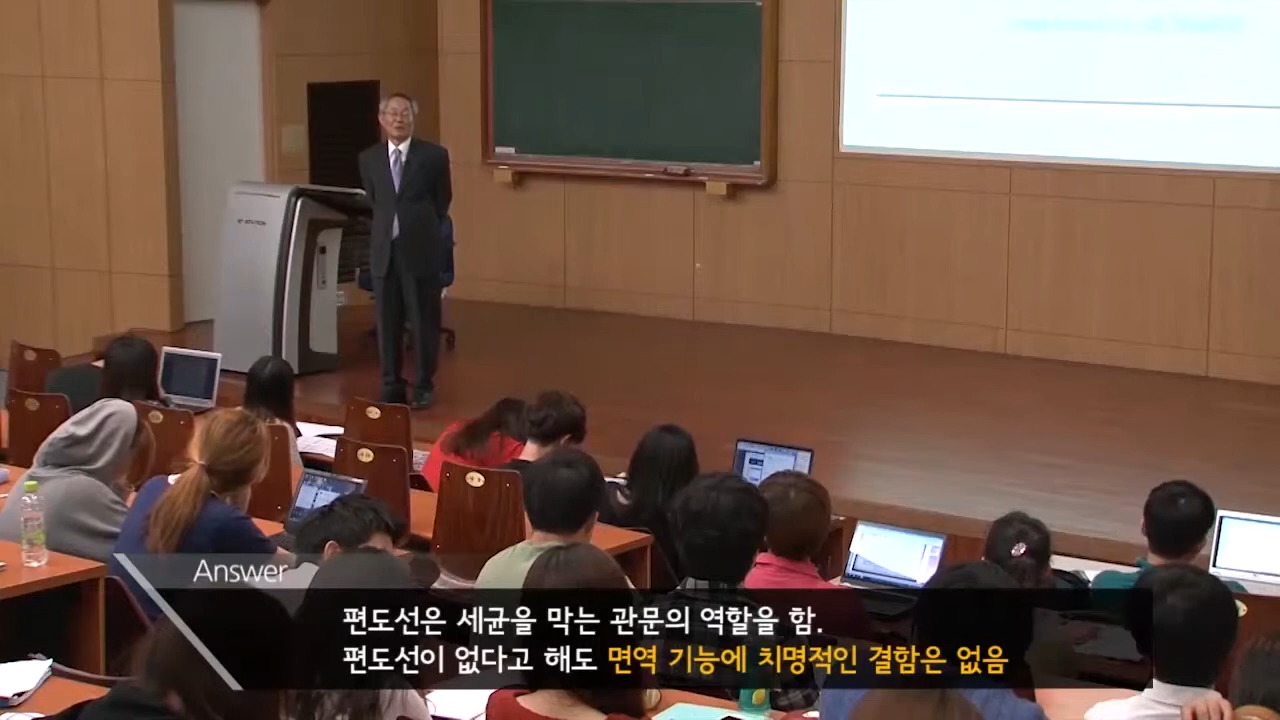 Answer
편도선은 세균을 막는 관문의 역할을 함.
편도선이 없다고 해도 면역 기능에 치명적인 결함은 없음